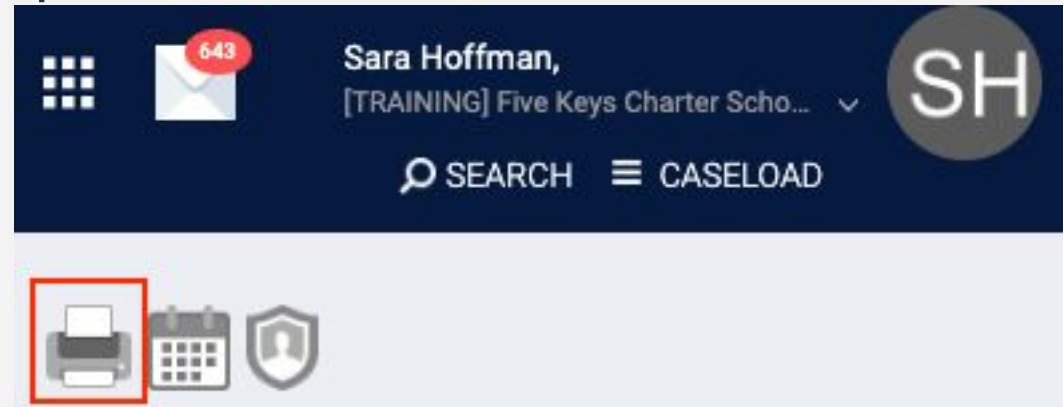 643
Sara Hoffman,
[TRAINING] Five Keys Charter Scho...
SH
SEARCH CASELOAD